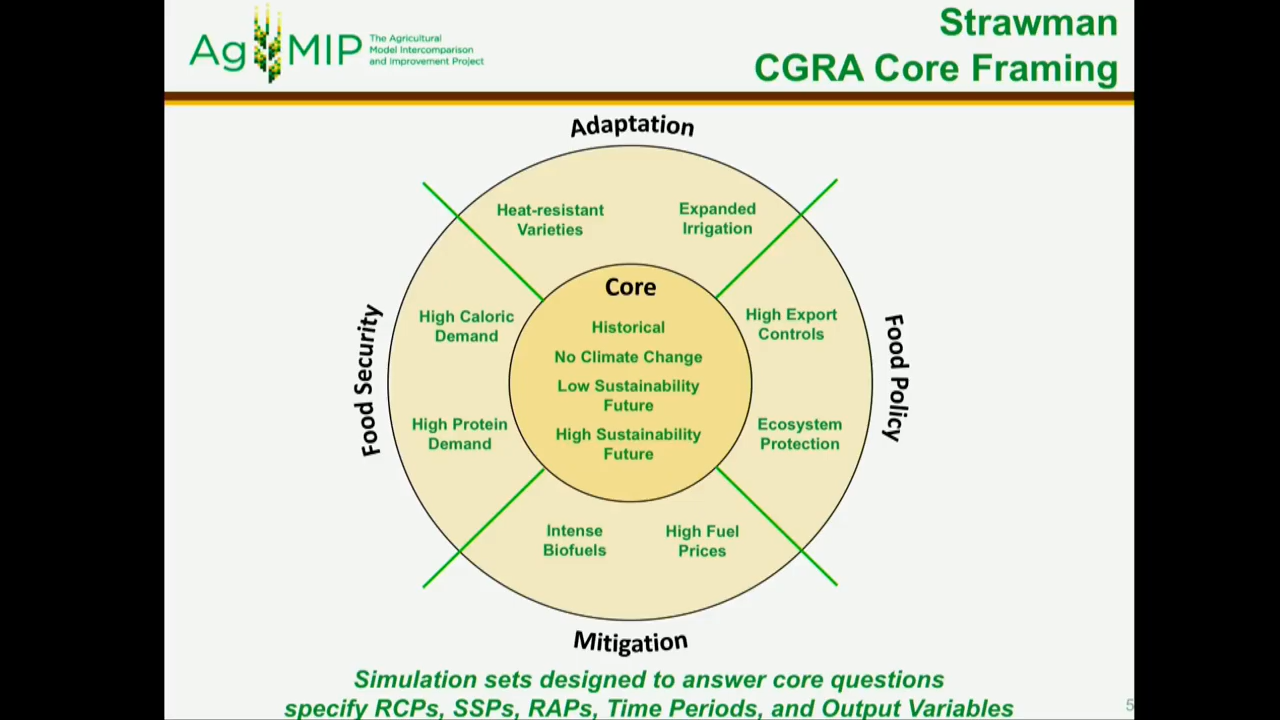 AgMIP
The Agricultural
Model Intercomparison
and Improvement Project
Strawman
CGRA Core Framing
Adaptation
Heat-resistant
Varieties
Expanded
Irrigation
Food Security
High Caloric
Demand
High Protein
Demand
Core
Historical
No Climate Change
Low Sustainability
Future
High Sustainability
Future
High Export
Controls
Ecosystem
Protection
Food Policy
Intense
Biofuels
High Fuel
Prices
Mitigation
Simulation sets designed to answer core questions
specify RCPs, SSPs, RAPs, Time Periods, and Output Variables
5